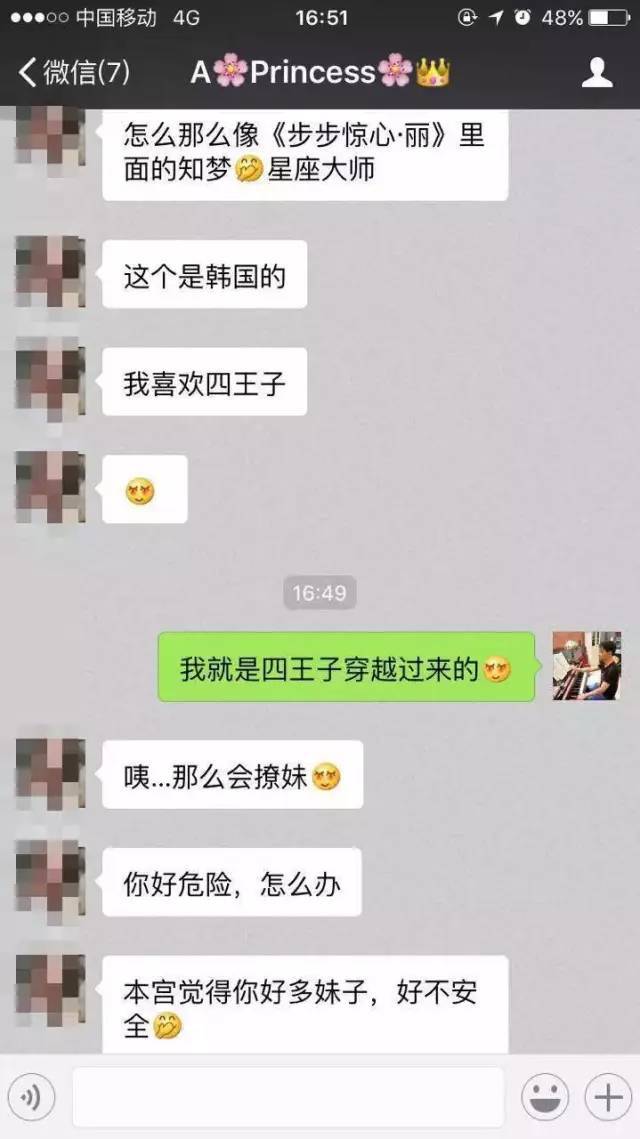 中国移动 4G 16:51 48%
微信(7) A🌸Princess🌸👑
怎么那么像《步步惊心·丽》里
面的知梦🤭星座大师
这个是韩国的
我喜欢四王子
😍
16:49
我就是四王子穿越过来的😍
咦...那么会撩妹😍
你好危险，怎么办
本宫觉得你好多妹子，好不安
全🤭